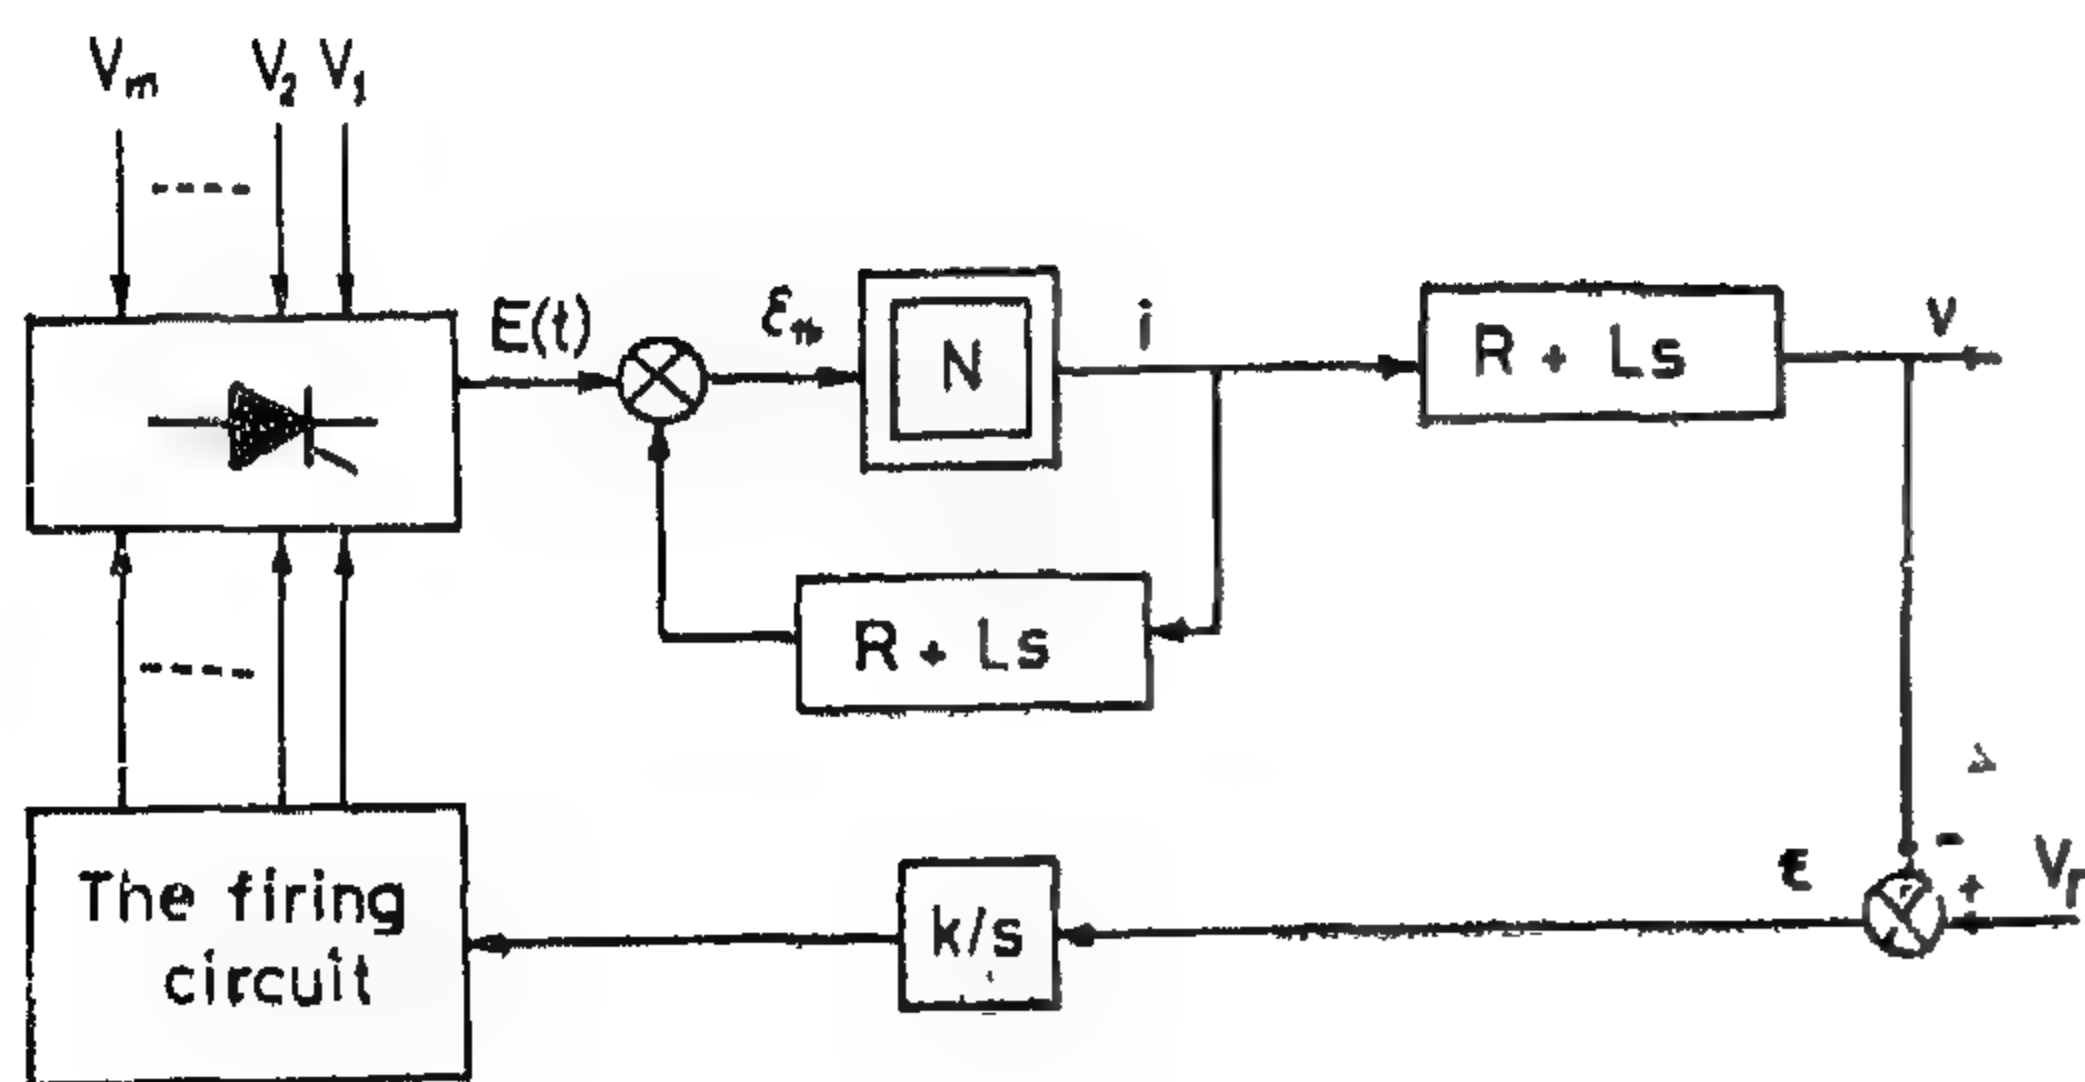 Vm V2 V1
E(t)
i
N
R + Ls
v
R + Ls
The firing
circuit
k/s
ε
-
+
Vr